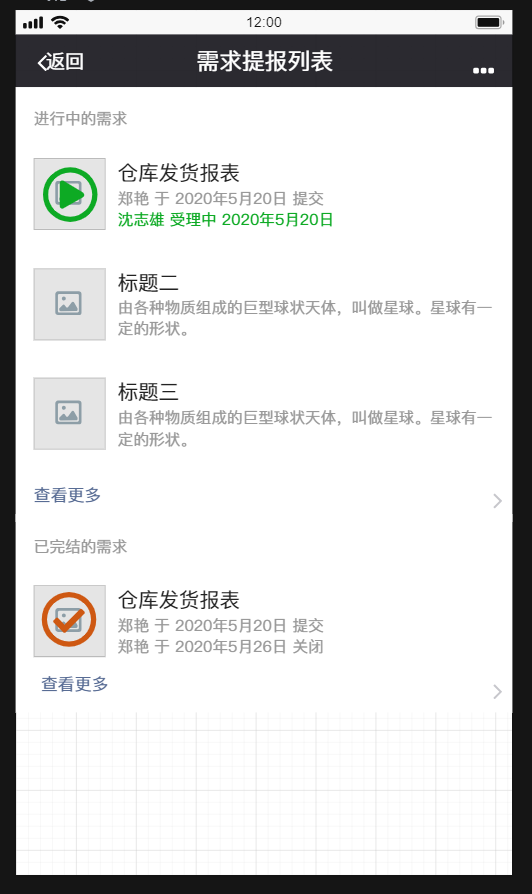 12:00
返回
需求提报列表
进行中的需求
仓库发货报表
郑艳 于 2020年5月20日 提交
沈志雄 受理中 2020年5月20日
标题二
由各种物质组成的巨型球状天体，叫做星球。星球有一
定的形状。
标题三
由各种物质组成的巨型球状天体，叫做星球。星球有一
定的形状。
查看更多
已完结的需求
仓库发货报表
郑艳 于 2020年5月20日 提交
郑艳 于 2020年5月26日 关闭
查看更多